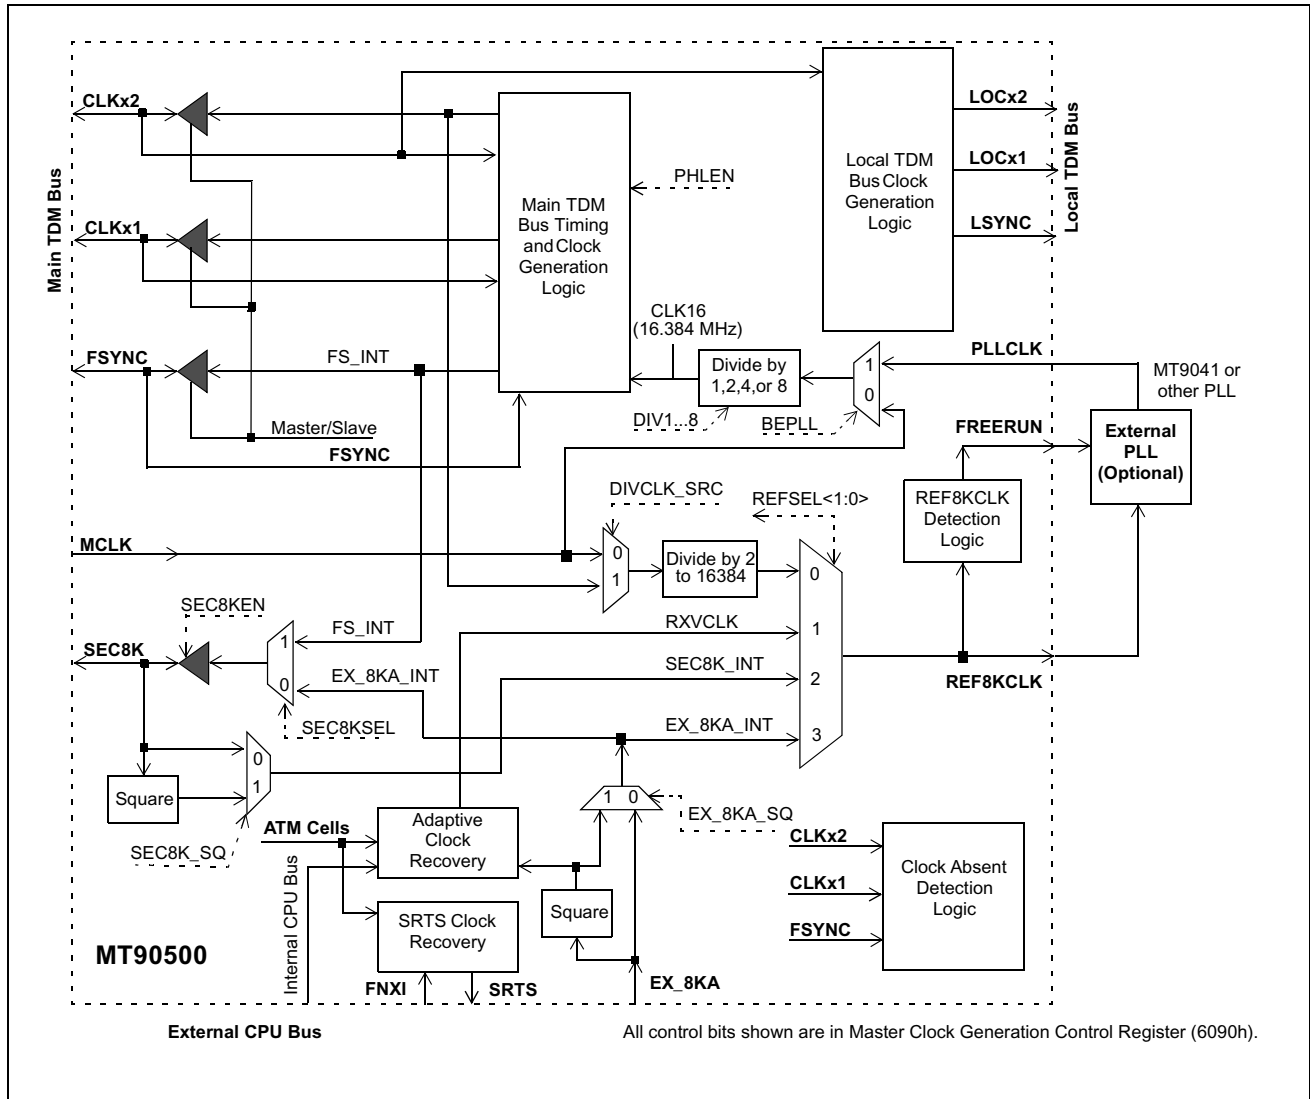 CLKx2
CLKx1
FSYNC
Main TDM Bus
Main TDM
Bus Timing
and Clock
Generation
Logic
PHLEN
Local TDM
Bus Clock
Generation
Logic
LOCx2
LOCx1
LSYNC
Local TDM Bus
CLK16
(16.384 MHz)
FS_INT
Master/Slave
FSYNC
Divide by
1,2,4,or 8
DIV1...8
1
0
BEPLL
PLLCLK
MT9041 or
other PLL
FREERUN
External
PLL
(Optional)
REF8KCLK
Detection
Logic
DIVCLK_SRC
REFSEL<1:0>
MCLK
0
1
Divide by 2
to 16384
0
1
2
3
SEC8KEN
SEC8K
1
0
FS_INT
EX_8KA_INT
SEC8KSEL
RXVCLK
SEC8K_INT
EX_8KA_INT
REF8KCLK
0
1
Square
SEC8K_SQ
ATM Cells
Adaptive
Clock
Recovery
1 0
EX_8KA_SQ
Internal CPU Bus
SRTS Clock
Recovery
Square
CLKx2
CLKx1
FSYNC
Clock Absent
Detection
Logic
MT90500
FNXI
SRTS
EX_8KA
External CPU Bus
All control bits shown are in Master Clock Generation Control Register (6090h).